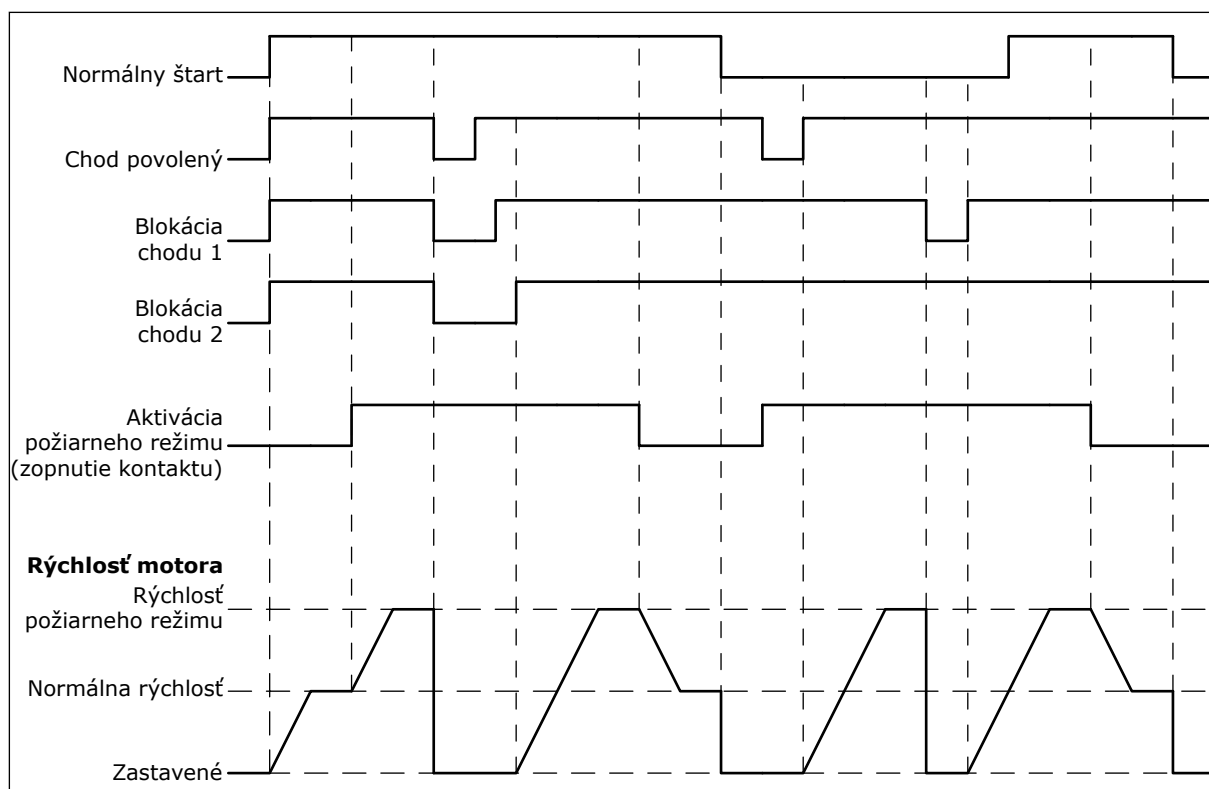 Normálny štart
Chod povolený
Blokácia
chodu 1
Blokácia
chodu 2
Aktivácia
požiarneho režimu
(zopnutie kontaktu)
Rýchlosť motora
Rýchlosť
požiarneho režimu
Normálna rýchlosť
Zastavené